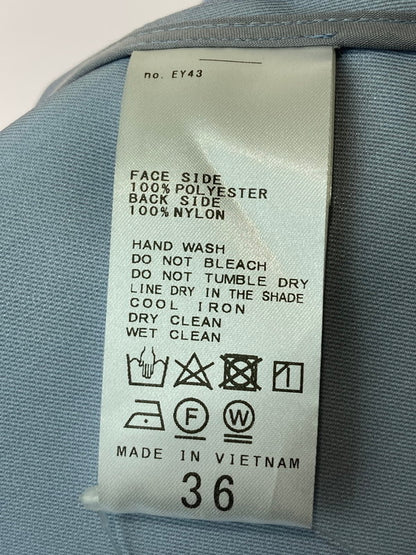 no. EY43
FACE SIDE
100% POLYESTER
BACK SIDE
100% NYLON
HAND WASH
DO NOT BLEACH
DO NOT TUMBLE DRY
LINE DRY IN THE SHADE
COOL IRON
DRY CLEAN
WET CLEAN
F W
MADE IN VIETNAM
36